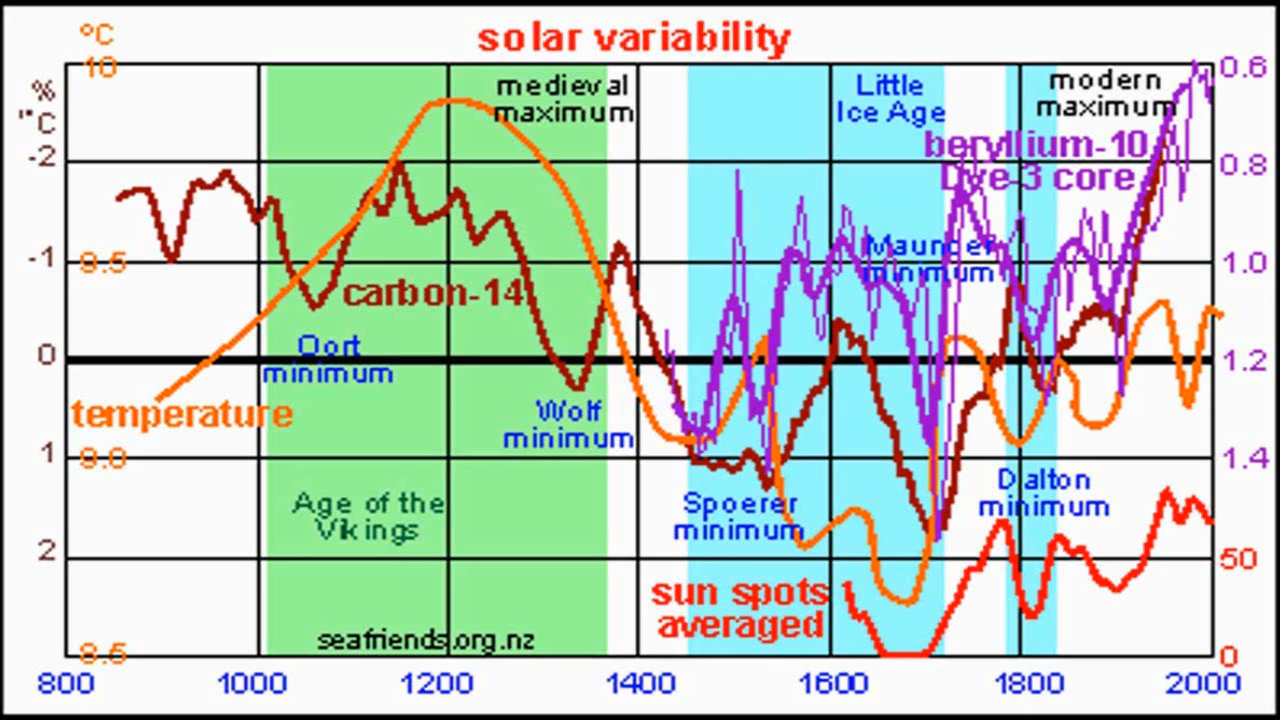 solar variability
°C
10
medieval
maximum
Little
Ice Age
modern
maximum
0.6
%
"C
beryllium-10
Dye-3 core
-2
0.8
-1
9.5
carbon-14
Maunder
minimum
1.0
0
Oort
minimum
1.2
temperature
Wolf
minimum
1
9.0
1.4
Age of the
Vikings
Spoerer
minimum
Dalton
minimum
2
50
sun spots
averaged
seafriends.org.nz
8.5
0
800 1000 1200 1400 1600 1800 2000